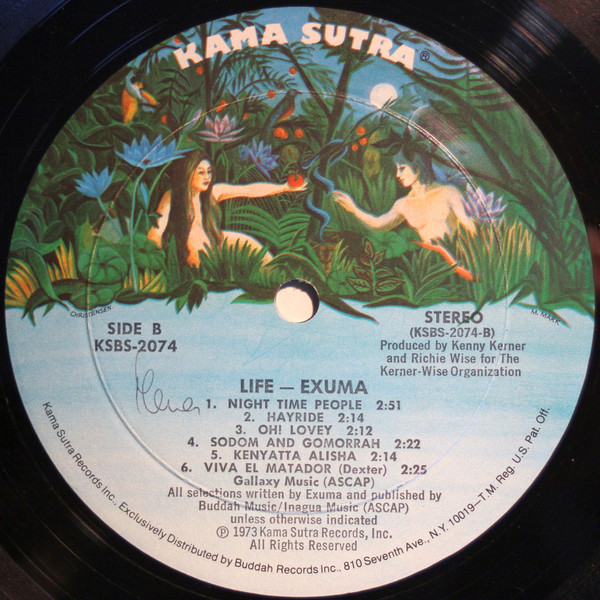 KAMA SUTRA®
CHRISTENSEN
M. MARK
SIDE B
KSBS-2074
STEREO
(KSBS-2074-B)
Produced by Kenny Kerner
and Richie Wise for The
Kerner-Wise Organization
LIFE — EXUMA
1. NIGHT TIME PEOPLE 2:51
2. HAYRIDE 2:14
3. OH! LOVEY 2:12
4. SODOM AND GOMORRAH 2:22
5. KENYATTA ALISHA 2:14
6. VIVA EL MATADOR (Dexter) 2:25
Gallaxy Music (ASCAP)
All selections written by Exuma and published by
Buddah Music/Inagua Music (ASCAP)
unless otherwise indicated
Ⓟ 1973 Kama Sutra Records, Inc.
All Rights Reserved
Kama Sutra Records Inc., Exclusively Distributed by Buddah Records Inc., 810 Seventh Ave., N.Y. 10019—T.M. Reg. U.S. Pat. Off.